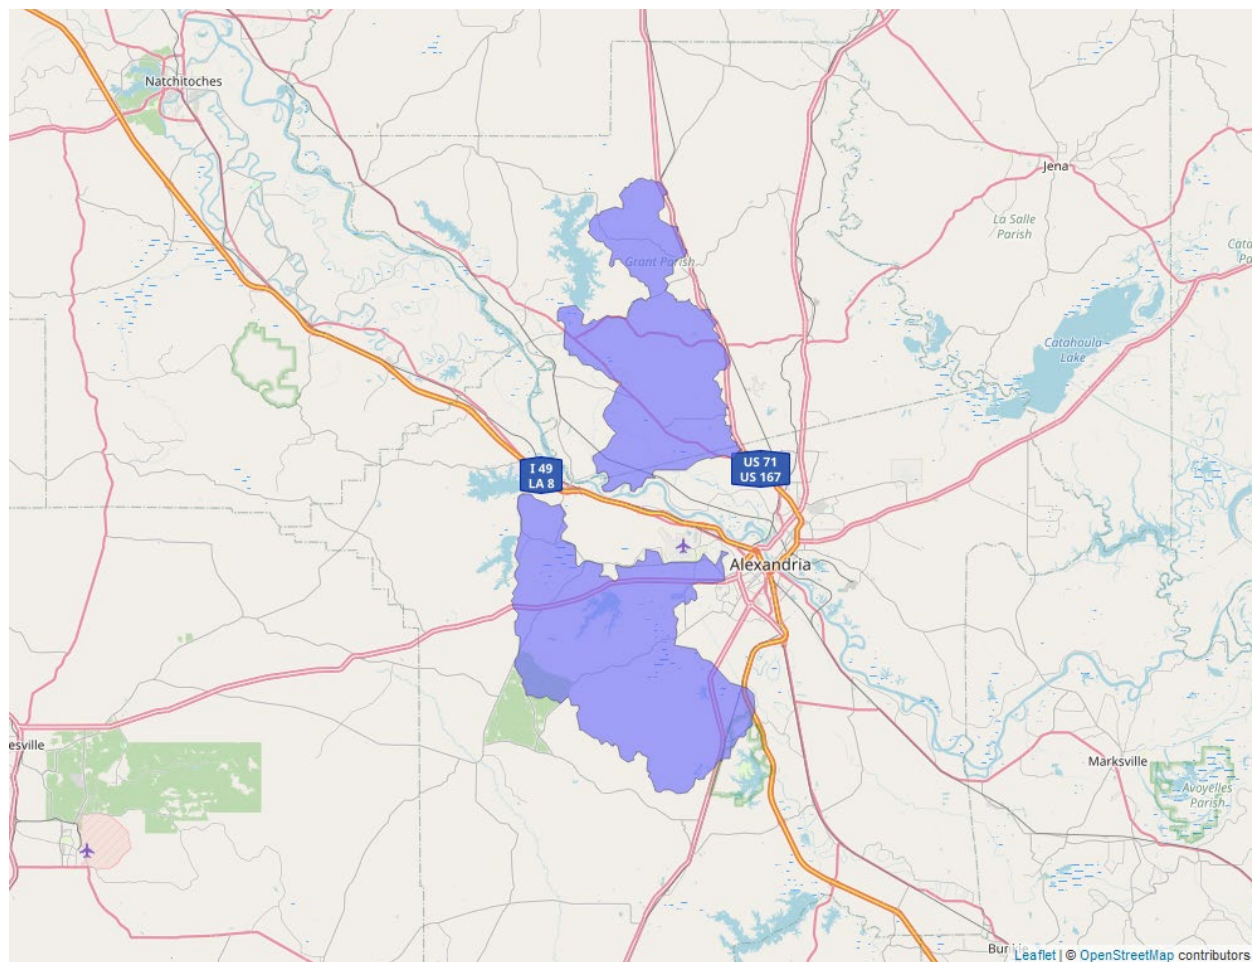 Natchitoches
Jena
La Salle
Parish
Grant Parish
Cata
Pa
Catahoula
Lake
I 49
LA 8
US 71
US 167
Alexandria
esville
Marksville
Avoyelles
Parish
Bunkie
Leaflet | © OpenStreetMap contributors